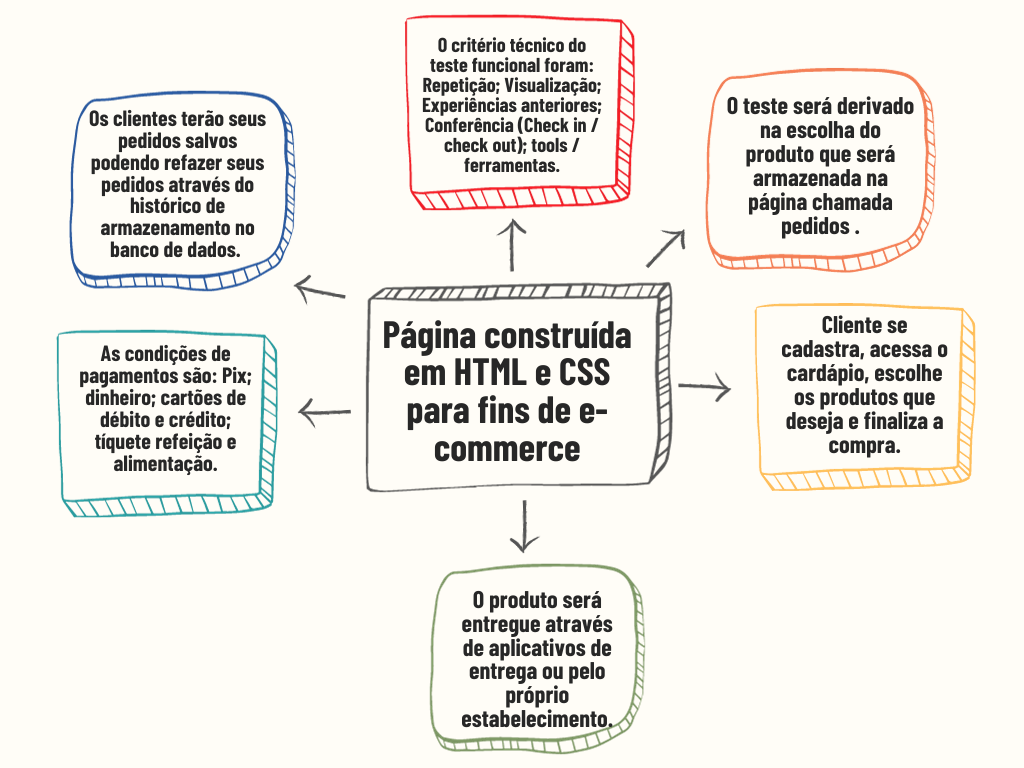 O critério técnico do
teste funcional foram:
Repetição; Visualização;
Experiências anteriores;
Conferência (Check in /
check out); tools /
ferramentas.
Os clientes terão seus
pedidos salvos
podendo refazer seus
pedidos através do
histórico de
armazenamento no
banco de dados.
O teste será derivado
na escolha do
produto que será
armazenada na
página chamada
pedidos .
Página construída
em HTML e CSS
para fins de e-
commerce
As condições de
pagamentos são: Pix;
dinheiro; cartões de
débito e crédito;
tíquete refeição e
alimentação.
Cliente se
cadastra, acessa o
cardápio, escolhe
os produtos que
deseja e finaliza a
compra.
O produto será
entregue através
de aplicativos de
entrega ou pelo
próprio
estabelecimento.